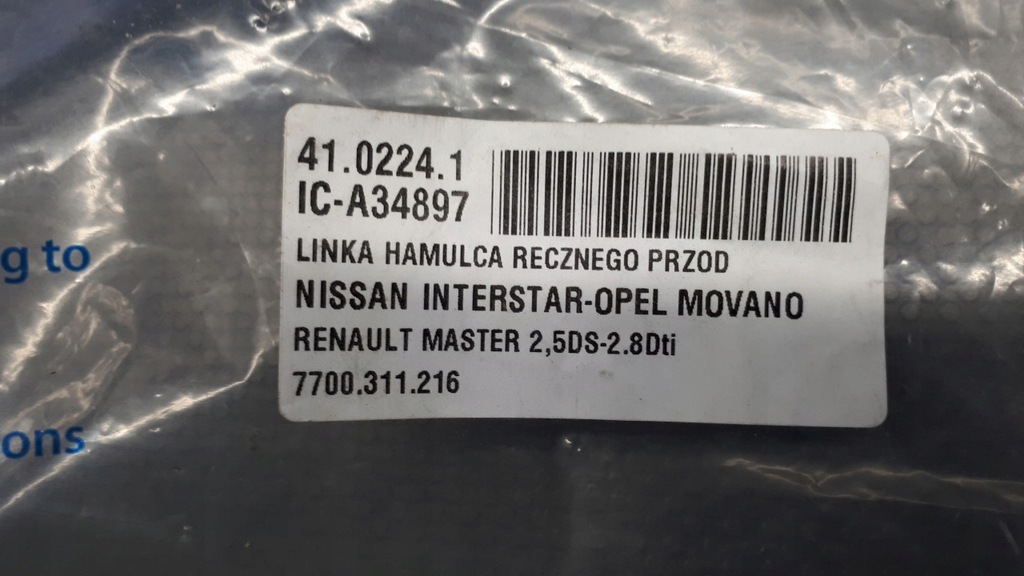 41.0224.1
IC-A34897
LINKA HAMULCA RECZNEGO PRZOD
NISSAN INTERSTAR-OPEL MOVANO
RENAULT MASTER 2,5DS-2.8Dti
7700.311.216
g to
ons